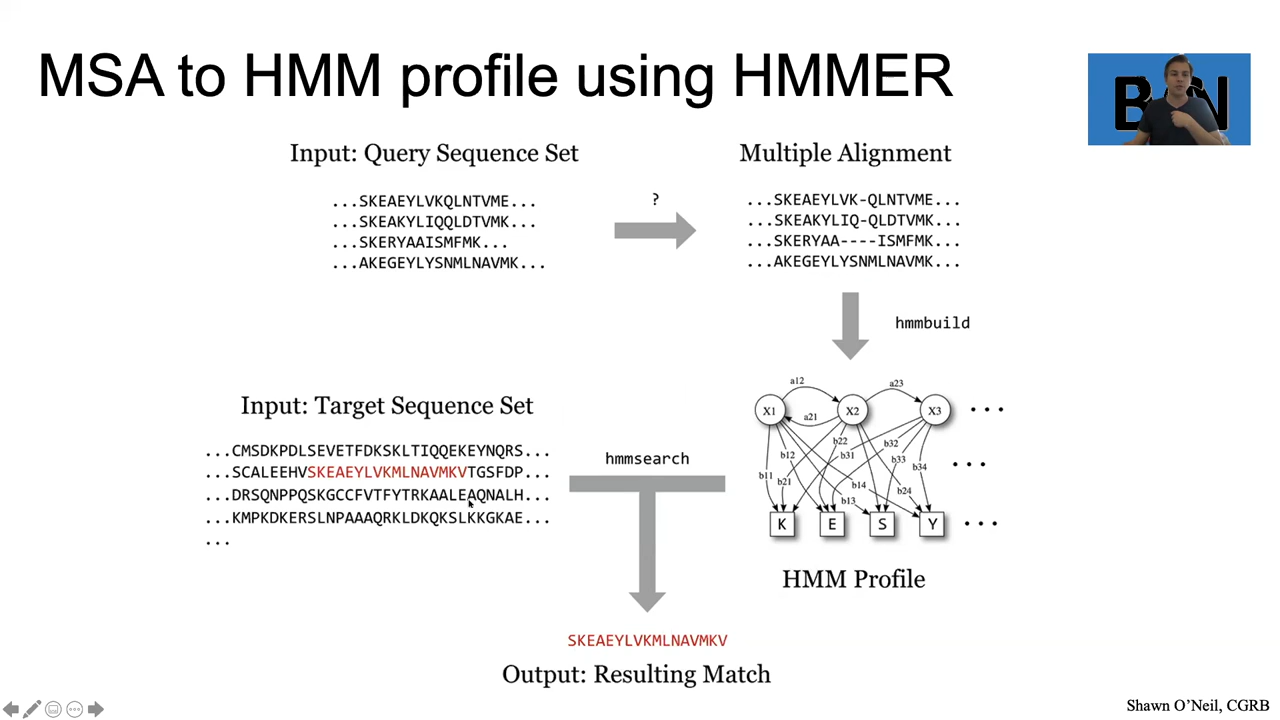 MSA to HMM profile using HMMER
Input: Query Sequence Set
...SKEAEYLVKQLNTVME...
...SKEAKYLIQQLDTVMK...
...SKERYAAISMFMK...
...AKEGEYLYSNMLNAVMK...
?
Multiple Alignment
...SKEAEYLVK-QLNTVME...
...SKEAKYLIQ-QLDTVMK...
...SKERYAA----ISMFMK...
...AKEGEYLYSNMLNAVMK...
hmmbuild
Input: Target Sequence Set
...CMSDKPDLSEVETFDKSKLTIQQEKEYNQRS...
...SCALEEHVSKEAEYLVKMLNAVMKVTGSFDP...
...DRSQNPPQSKGCCFVTFYTRKAALEAQNALH...
...KMPKDKERSLNPAAAQRKLDKQKSLKKGKAE...
...
hmmsearch
a12
a23
X1
X2
X3
...
a21
b22
b32
b12
b31
b33
b34
...
b11
b21
b14
b24
b13
K
E
S
Y
...
HMM Profile
SKEAEYLVKMLNAVMKV
Output: Resulting Match
Shawn O'Neil, CGRB